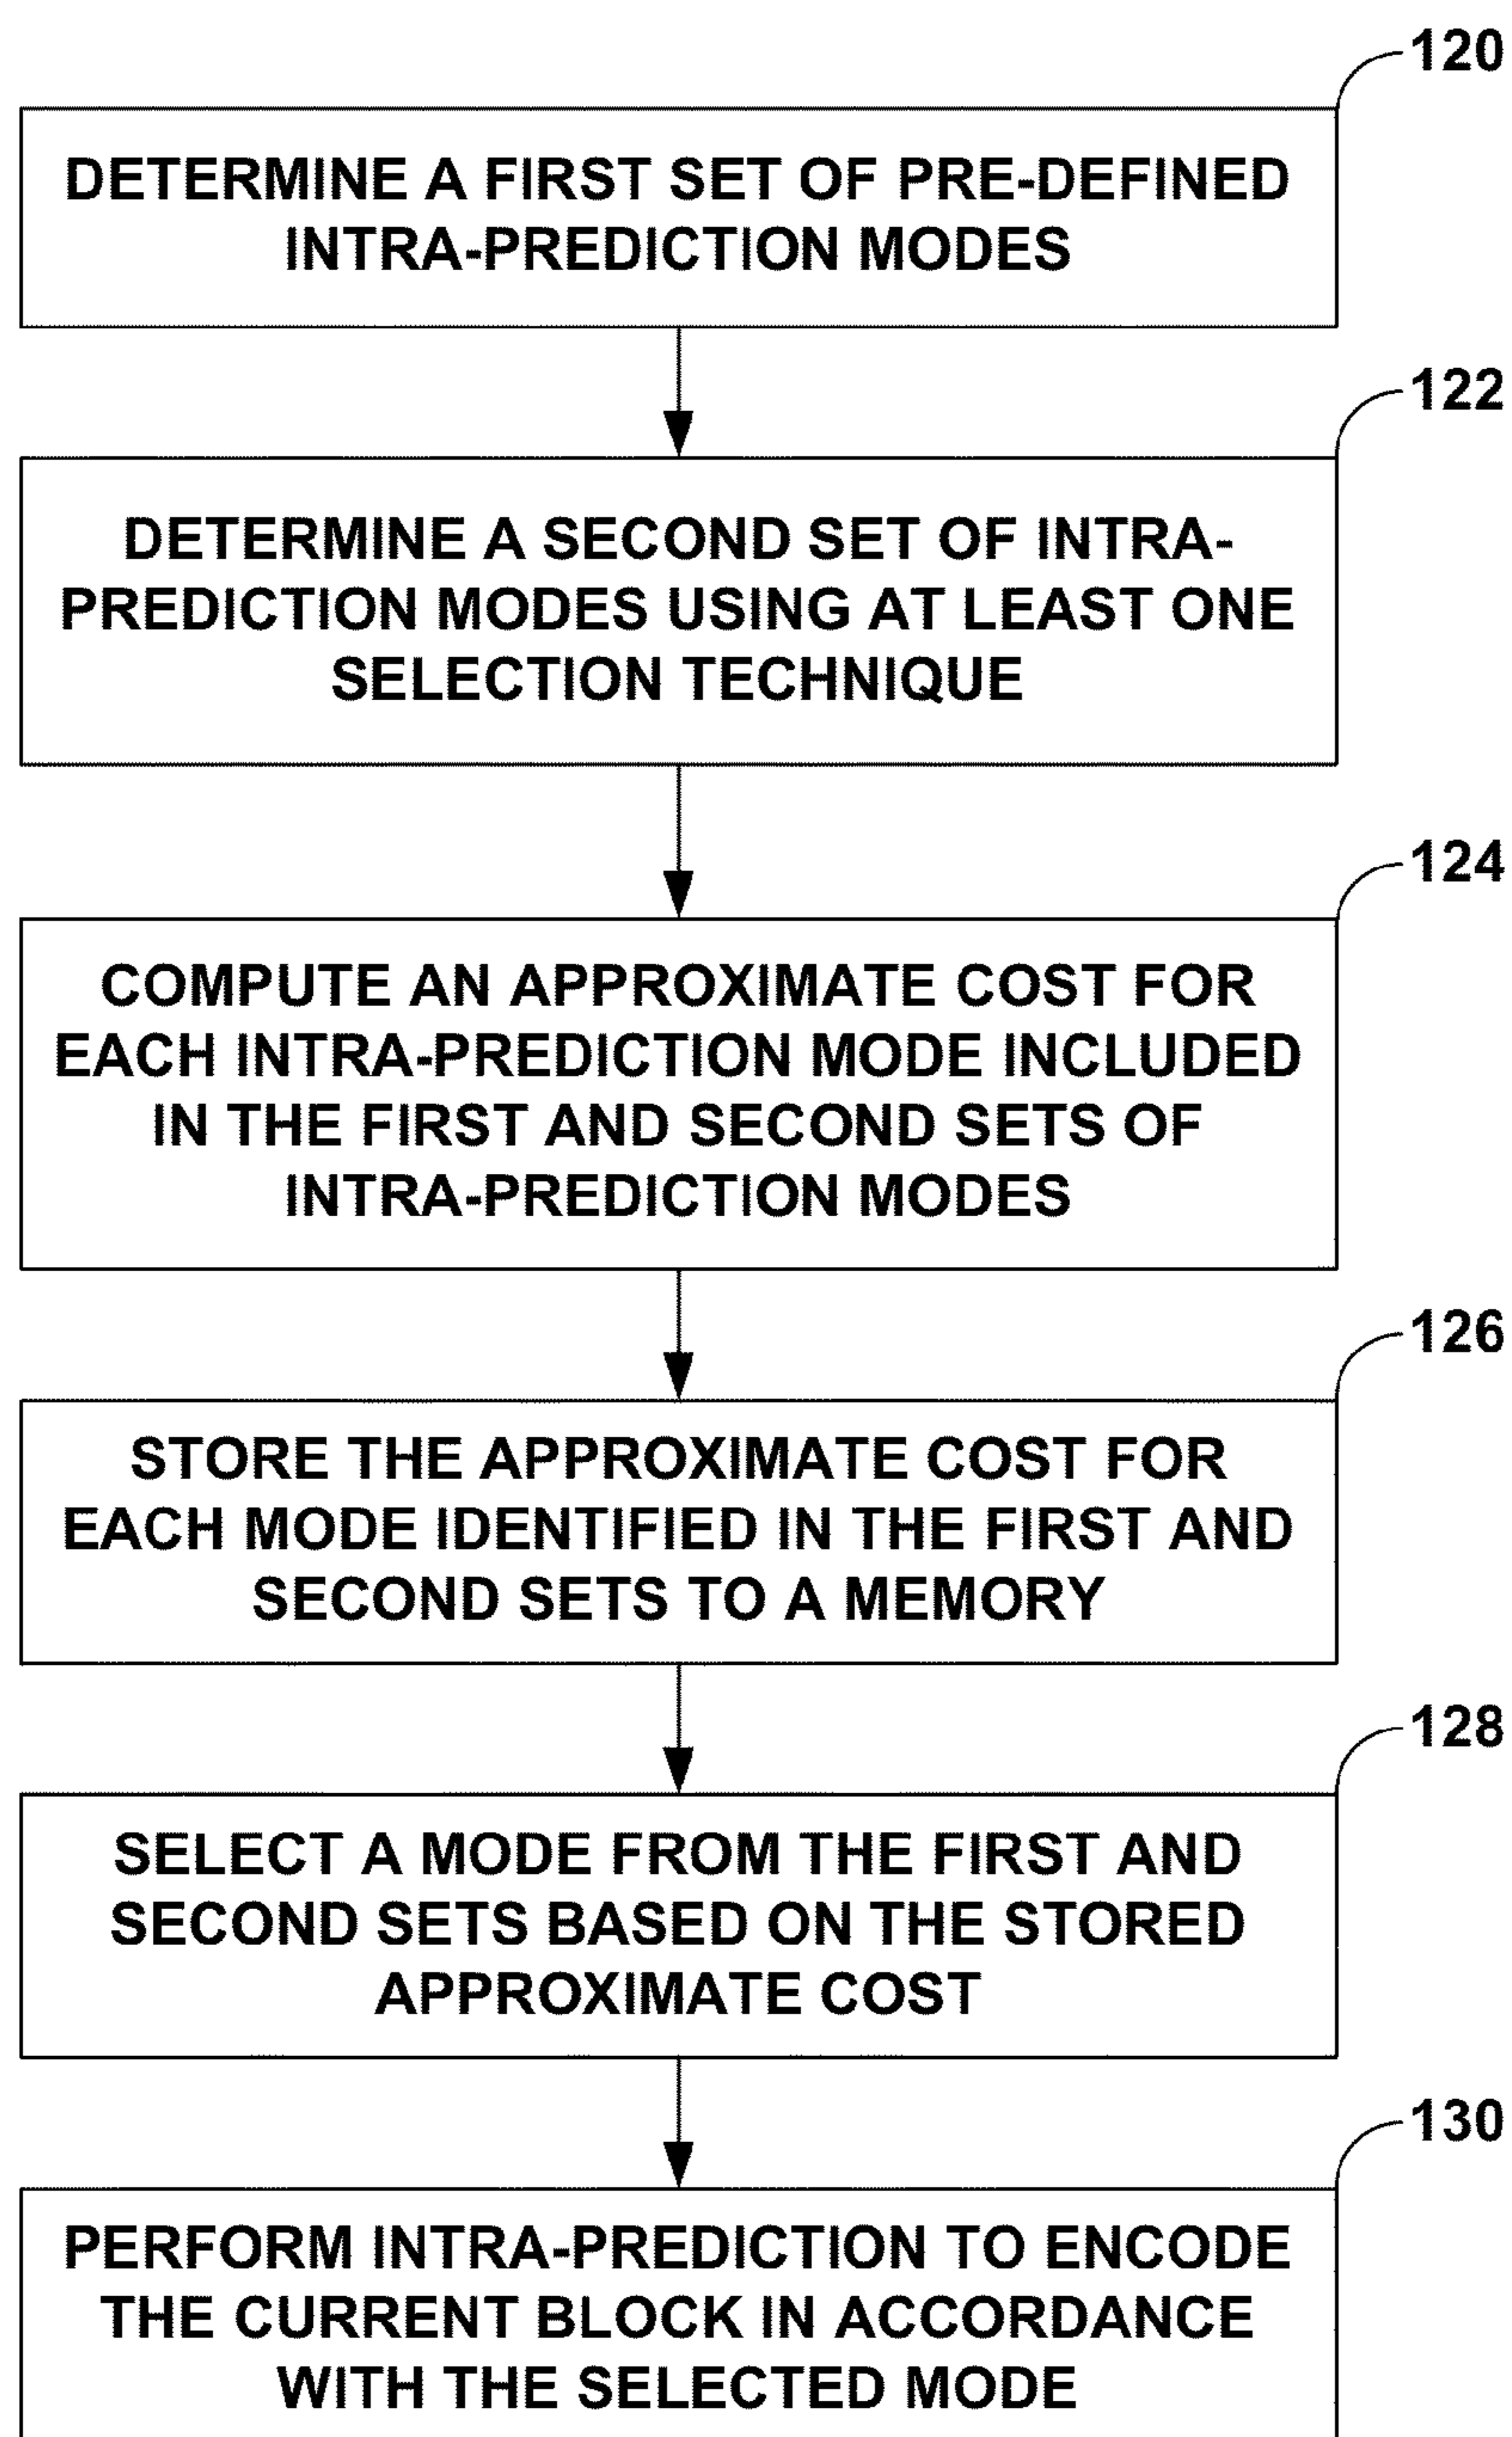 120
DETERMINE A FIRST SET OF PRE-DEFINED
INTRA-PREDICTION MODES
122
DETERMINE A SECOND SET OF INTRA-
PREDICTION MODES USING AT LEAST ONE
SELECTION TECHNIQUE
124
COMPUTE AN APPROXIMATE COST FOR
EACH INTRA-PREDICTION MODE INCLUDED
IN THE FIRST AND SECOND SETS OF
INTRA-PREDICTION MODES
126
STORE THE APPROXIMATE COST FOR
EACH MODE IDENTIFIED IN THE FIRST AND
SECOND SETS TO A MEMORY
128
SELECT A MODE FROM THE FIRST AND
SECOND SETS BASED ON THE STORED
APPROXIMATE COST
130
PERFORM INTRA-PREDICTION TO ENCODE
THE CURRENT BLOCK IN ACCORDANCE
WITH THE SELECTED MODE